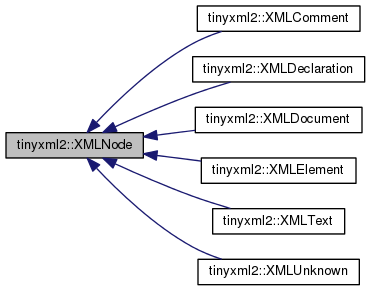 tinyxml2::XMLComment
tinyxml2::XMLDeclaration
tinyxml2::XMLDocument
tinyxml2::XMLNode
tinyxml2::XMLElement
tinyxml2::XMLText
tinyxml2::XMLUnknown